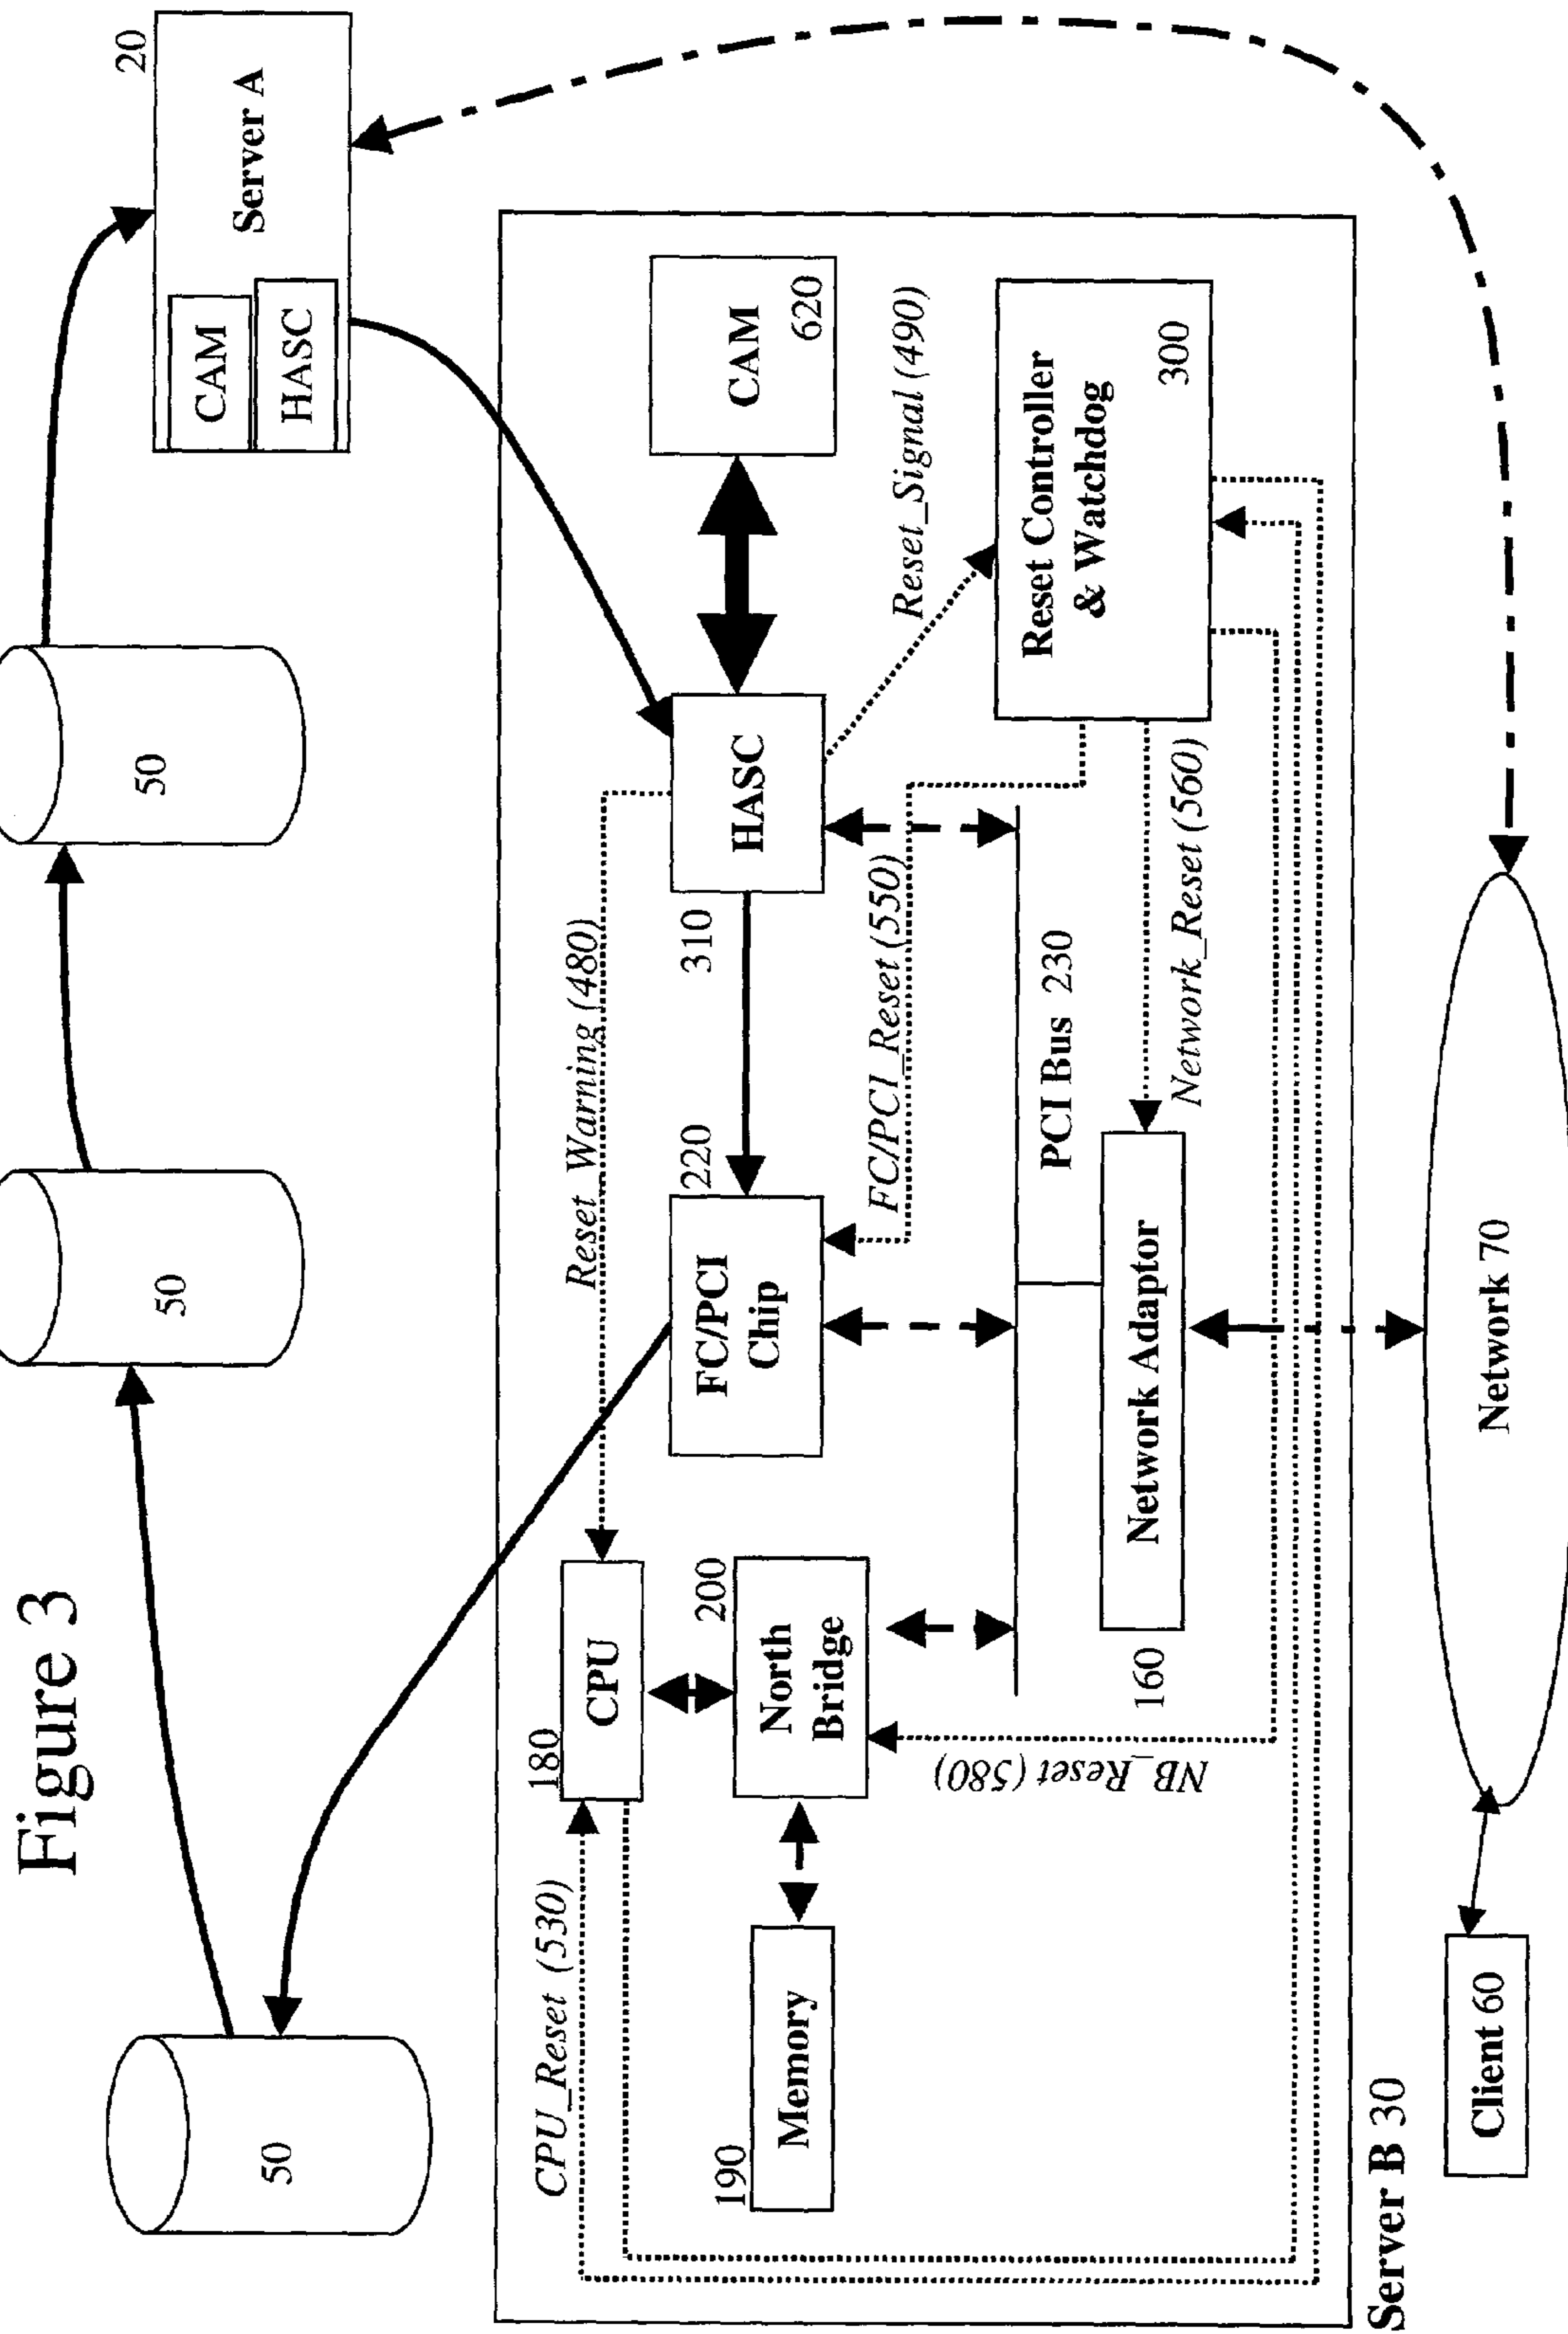 Figure 3
50
50
50
20
Server A
CAM
HASC
CPU_Reset (530)
180
CPU
Reset_Warning (480)
190
Memory
200
North
Bridge
220
FC/PCI
Chip
310
HASC
CAM
620
FC/PCI_Reset (550)
Reset_Signal (490)
NB_Reset (580)
PCI Bus 230
Reset Controller
& Watchdog
300
160
Network Adaptor
Network_Reset (560)
Server B 30
Client 60
Network 70